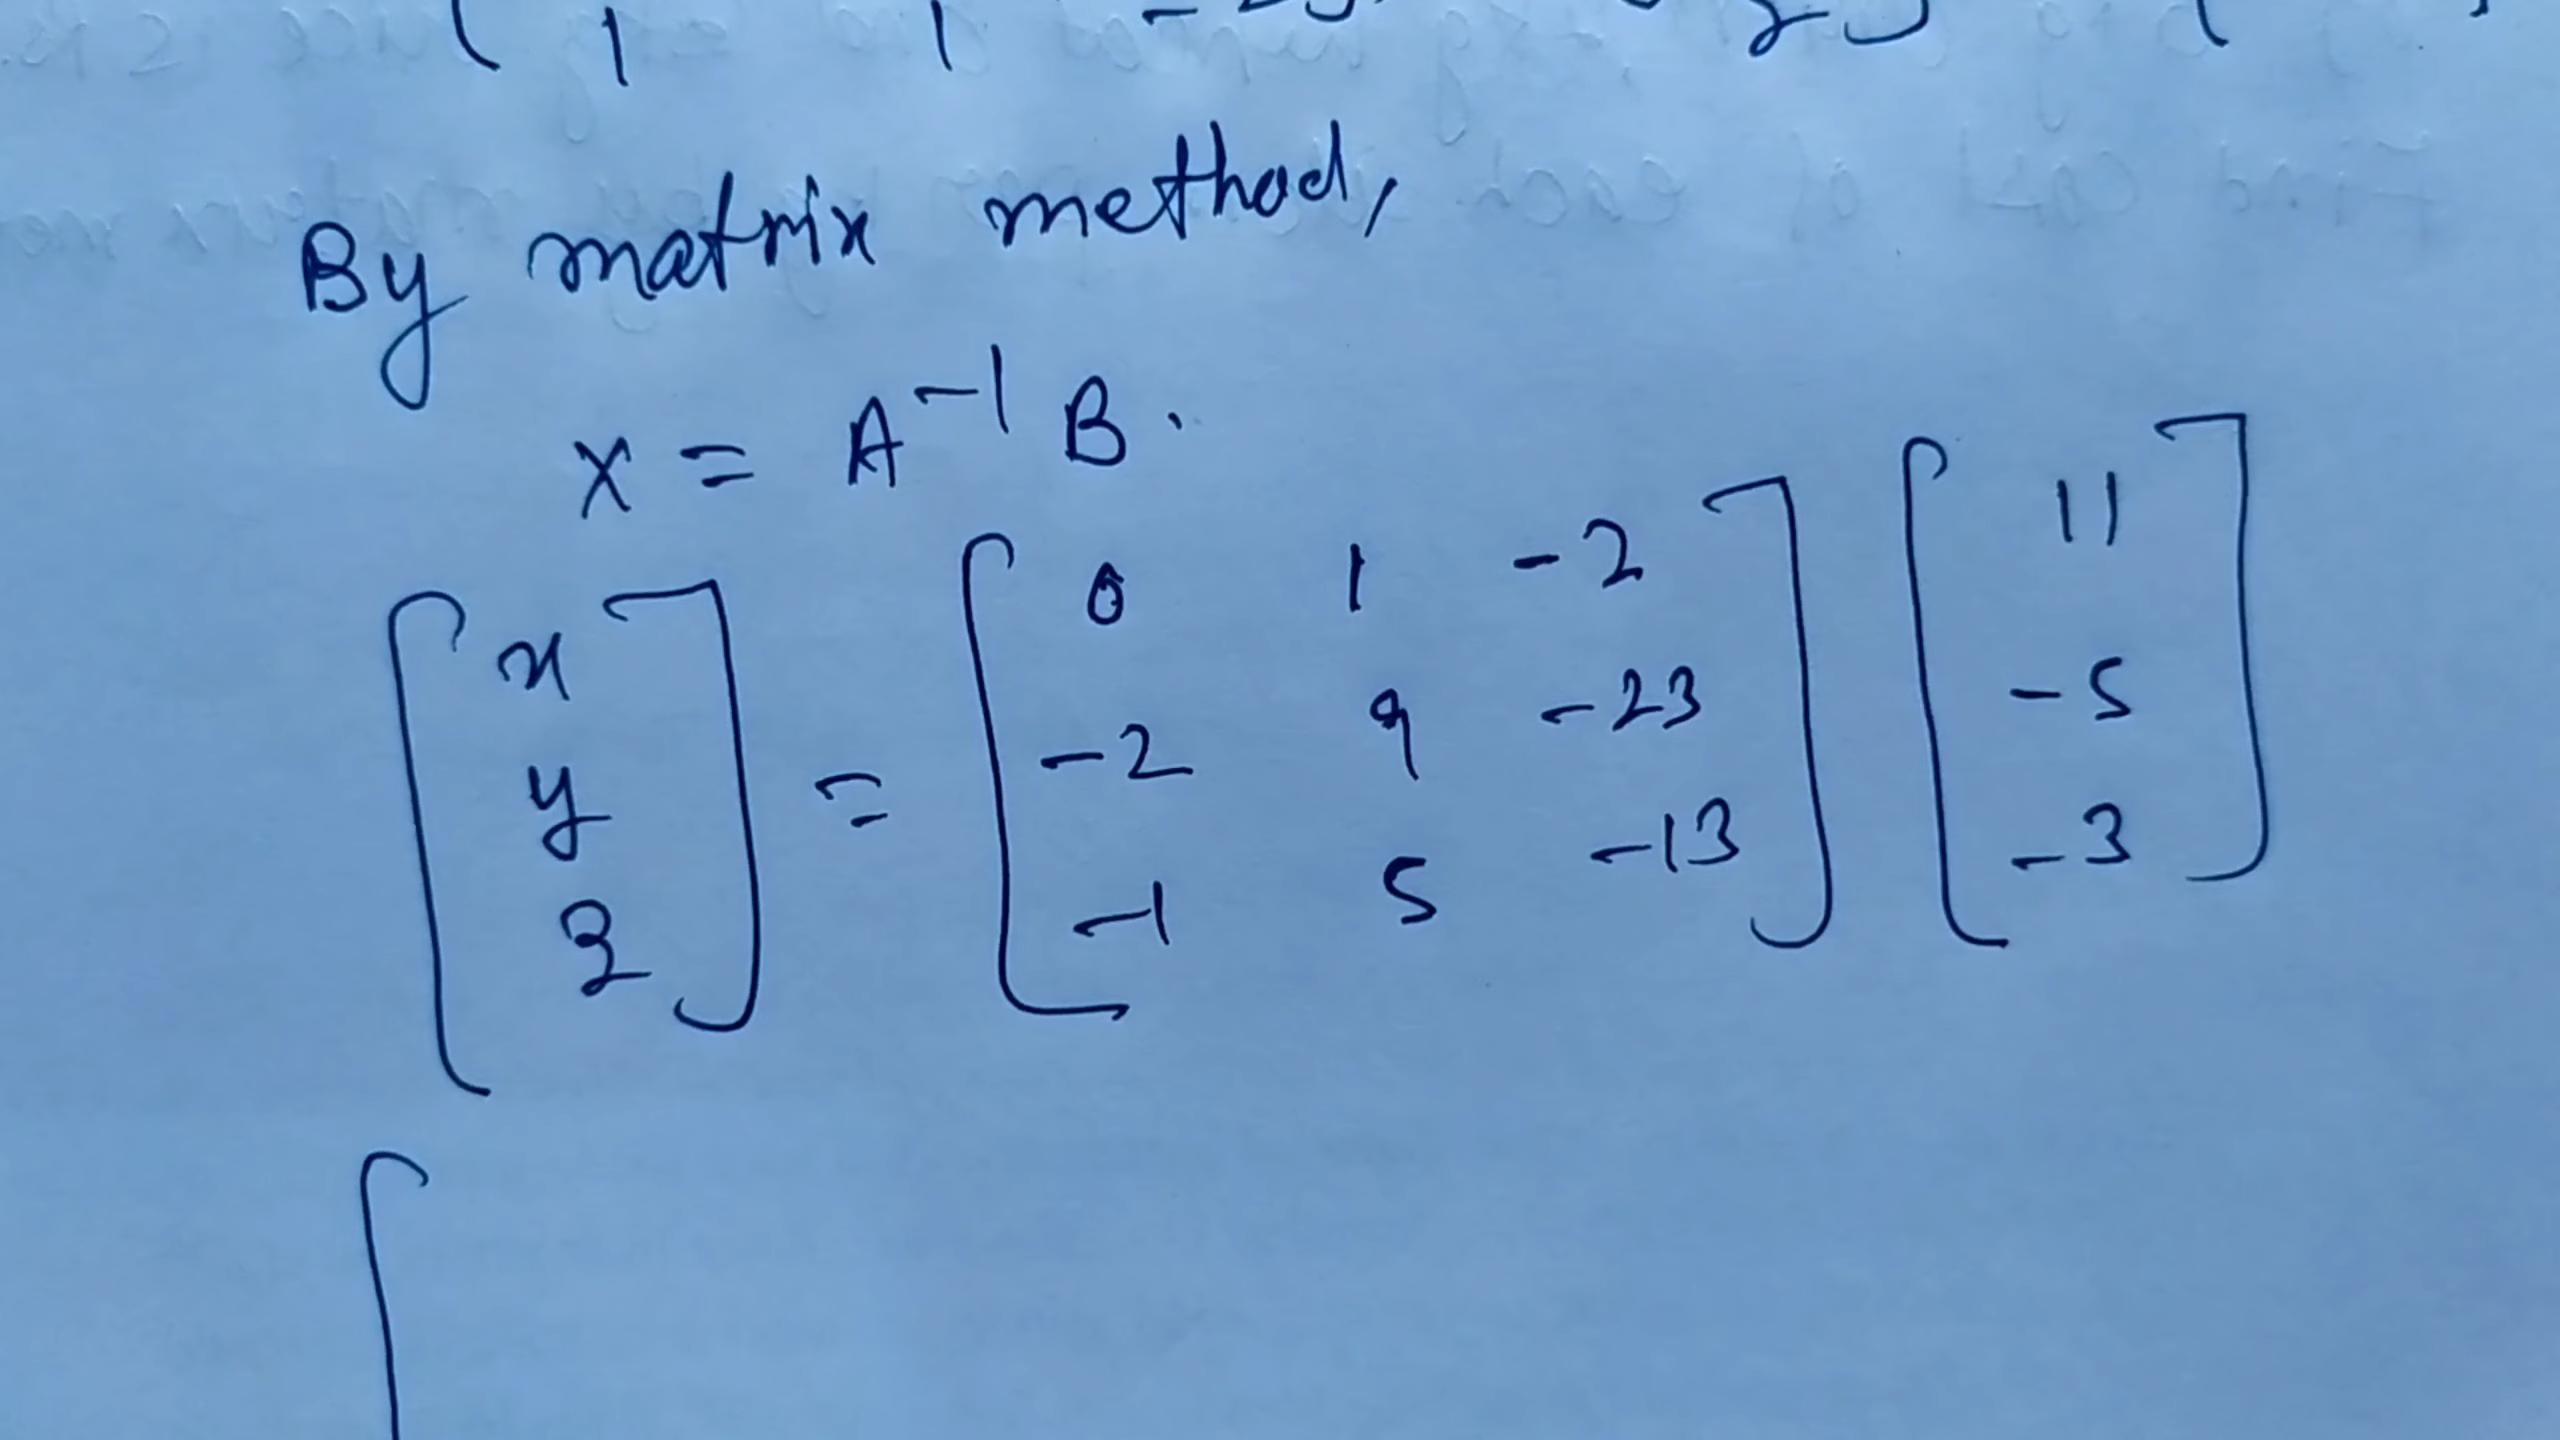 By matrix method,
X = A⁻¹ B.
[x y z] = [0 1 -2; -2 9 -23; -1 5 -13] [11; -5; -3]